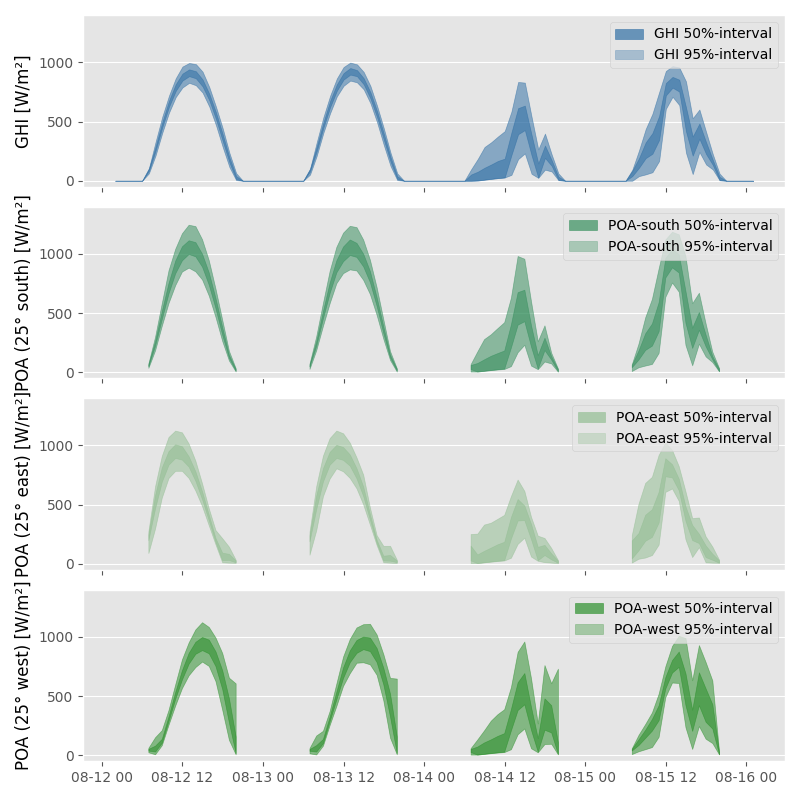 GHI [W/m²]
1000
500
0
GHI 50%-interval
GHI 95%-interval
POA (25° south) [W/m²]
1000
500
0
POA-south 50%-interval
POA-south 95%-interval
POA (25° east) [W/m²]
1000
500
0
POA-east 50%-interval
POA-east 95%-interval
POA (25° west) [W/m²]
1000
500
0
POA-west 50%-interval
POA-west 95%-interval
08-12 00 08-12 12 08-13 00 08-13 12 08-14 00 08-14 12 08-15 00 08-15 12 08-16 00